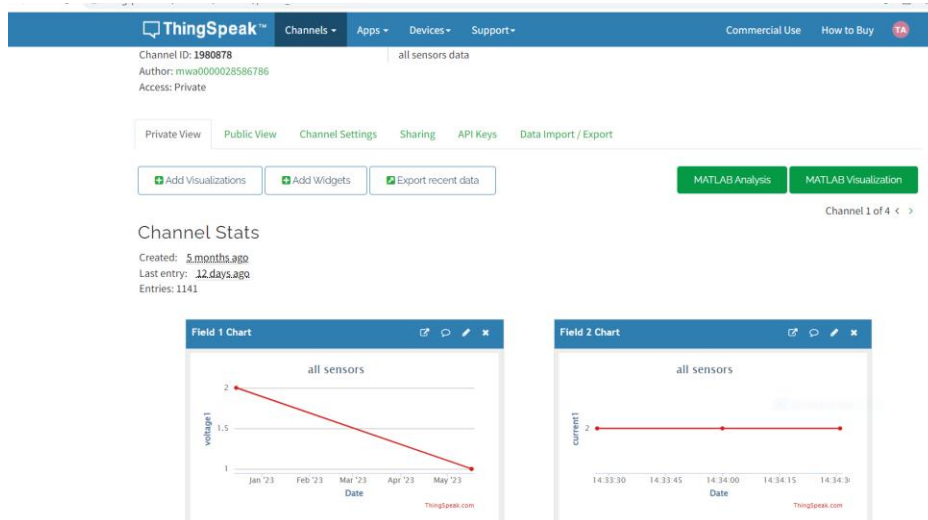 ThingSpeak™ Channels Apps Devices Support Commercial Use How to Buy TA
Channel ID: 1980878 all sensors data
Author: mwa0000028586786
Access: Private
Private View Public View Channel Settings Sharing API Keys Data Import / Export
Add Visualizations Add Widgets Export recent data MATLAB Analysis MATLAB Visualization
Channel 1 of 4 < >
Channel Stats
Created: 5 months ago
Last entry: 12 days ago
Entries: 1141
Field 1 Chart
all sensors
voltage1
2
1.5
1
Jan '23 Feb '23 Mar '23 Apr '23 May '23
Date
ThingSpeak.com
Field 2 Chart
all sensors
current1
2
14:33:30 14:33:45 14:34:00 14:34:15
Date
ThingSpeak.com